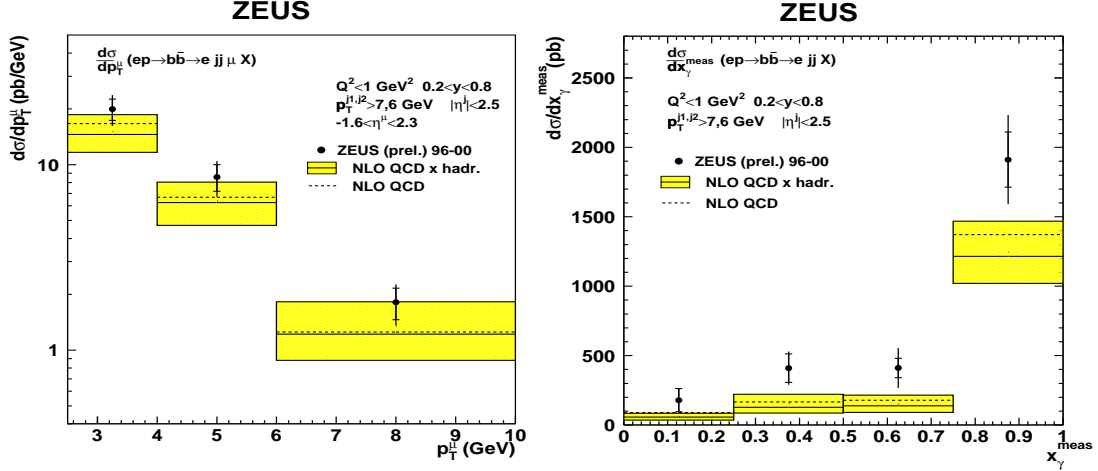 ZEUS
dσ/dp_T^μ (pb/GeV)
dσ/dp_T^μ (ep→bb̄→e jj μ X)
Q²<1 GeV² 0.2<y<0.8
p_T^{j1,j2}>7,6 GeV |η^j|<2.5
-1.6<η^μ<2.3
ZEUS (prel.) 96-00
NLO QCD x hadr.
NLO QCD
10
1
3 4 5 6 7 8 9 10
p_T^μ (GeV)
ZEUS
dσ/dx_γ^meas (pb)
dσ/dx_γ^meas (ep→bb̄→e jj X)
Q²<1 GeV² 0.2<y<0.8
p_T^{j1,j2}>7,6 GeV |η^j|<2.5
ZEUS (prel.) 96-00
NLO QCD x hadr.
NLO QCD
2500
2000
1500
1000
500
0
0 0.1 0.2 0.3 0.4 0.5 0.6 0.7 0.8 0.9 1
x_γ^meas